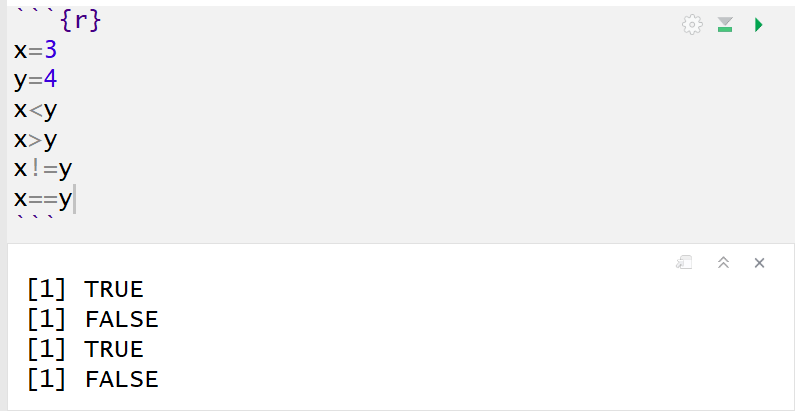 ```{r}
x=3
y=4
x<y
x>y
x!=y
x==y
```
[1] TRUE
[1] FALSE
[1] TRUE
[1] FALSE